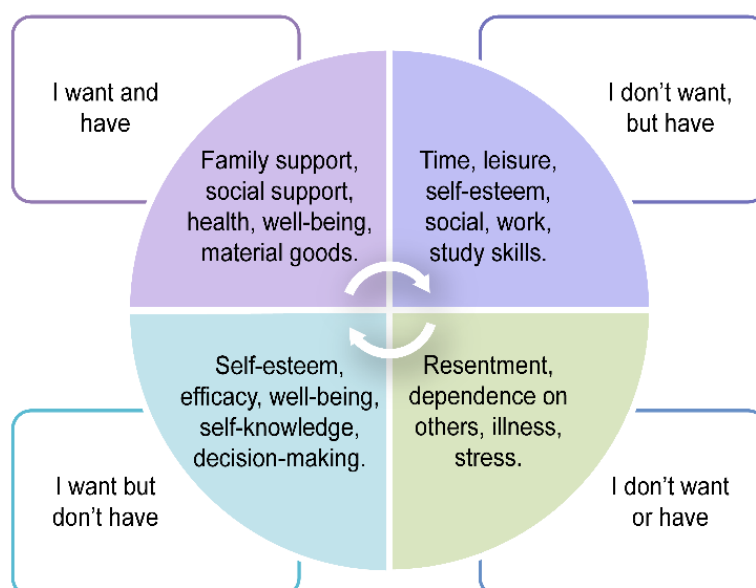 I want and
have
I don't want,
but have
Family support,
social support,
health, well-being,
material goods.
Time, leisure,
self-esteem,
social, work,
study skills.
Self-esteem,
efficacy, well-being,
self-knowledge,
decision-making.
Resentment,
dependence on
others, illness,
stress.
I want but
don't have
I don't want
or have